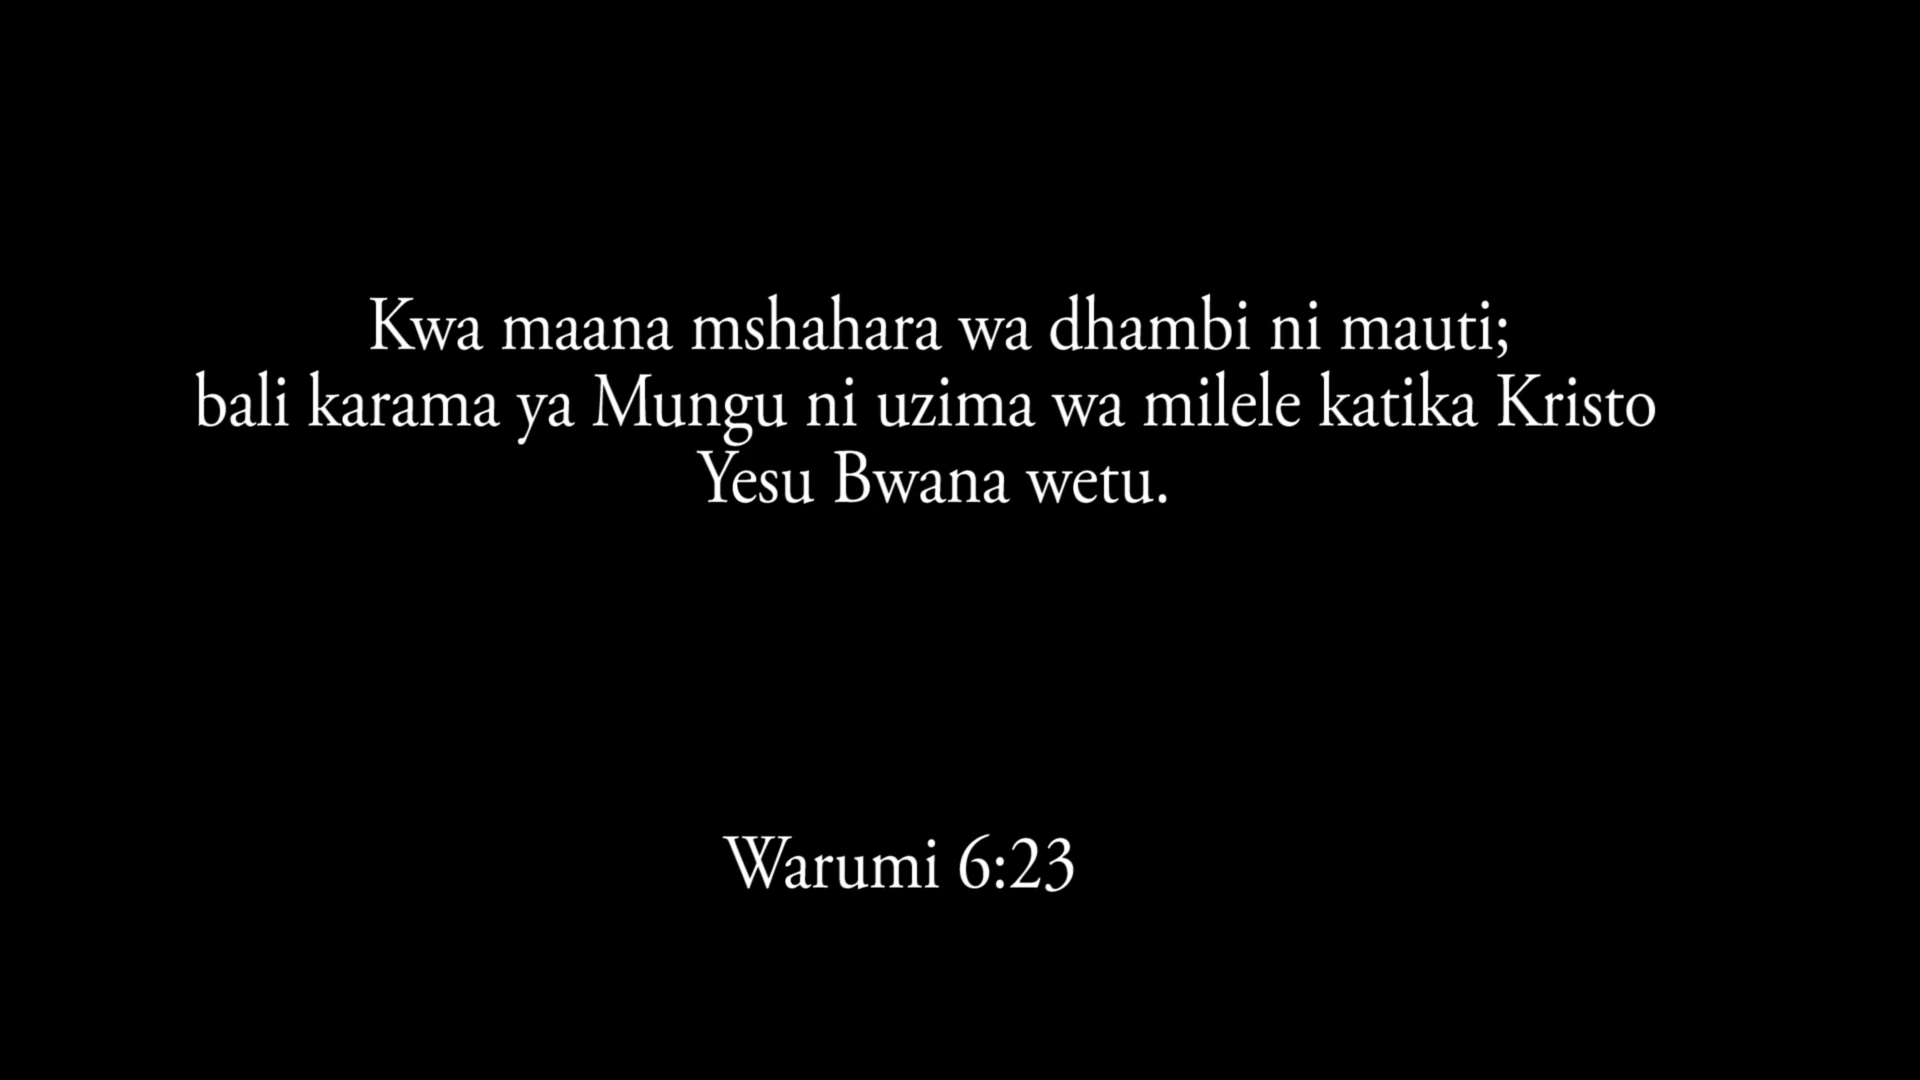 Kwa maana mshahara wa dhambi ni mauti;
bali karama ya Mungu ni uzima wa milele katika Kristo
Yesu Bwana wetu.
Warumi 6:23